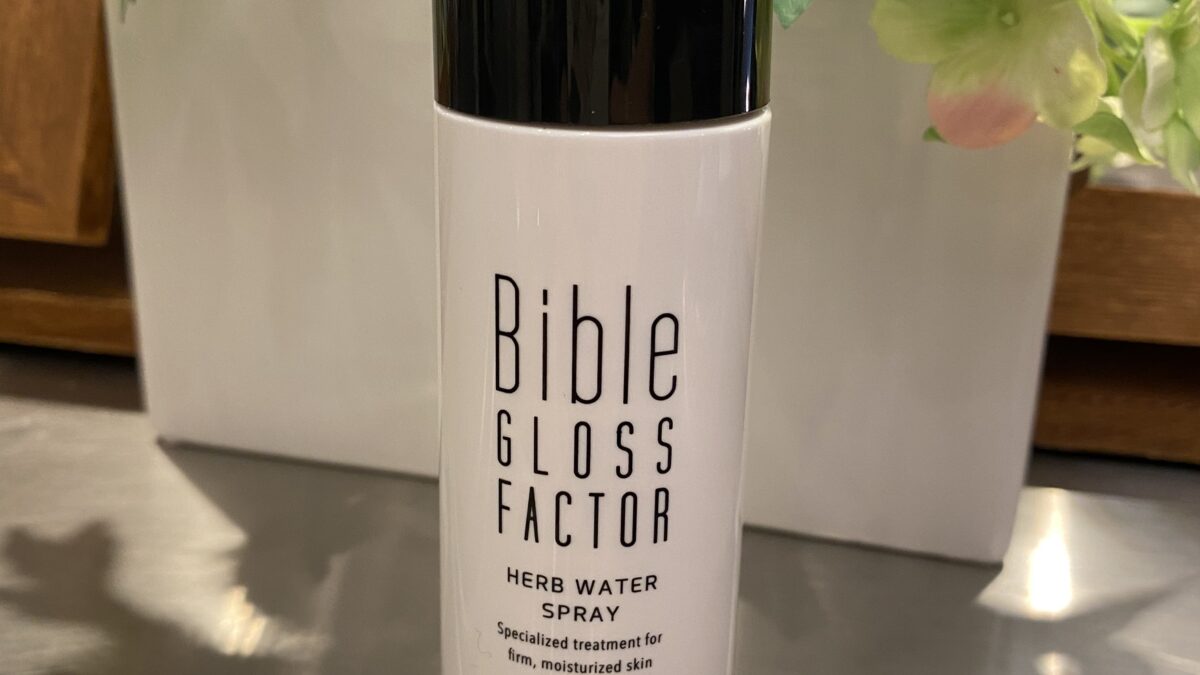 Bible
GLOSS
FACTOR
HERB WATER
SPRAY
Specialized treatment for
firm, moisturized skin